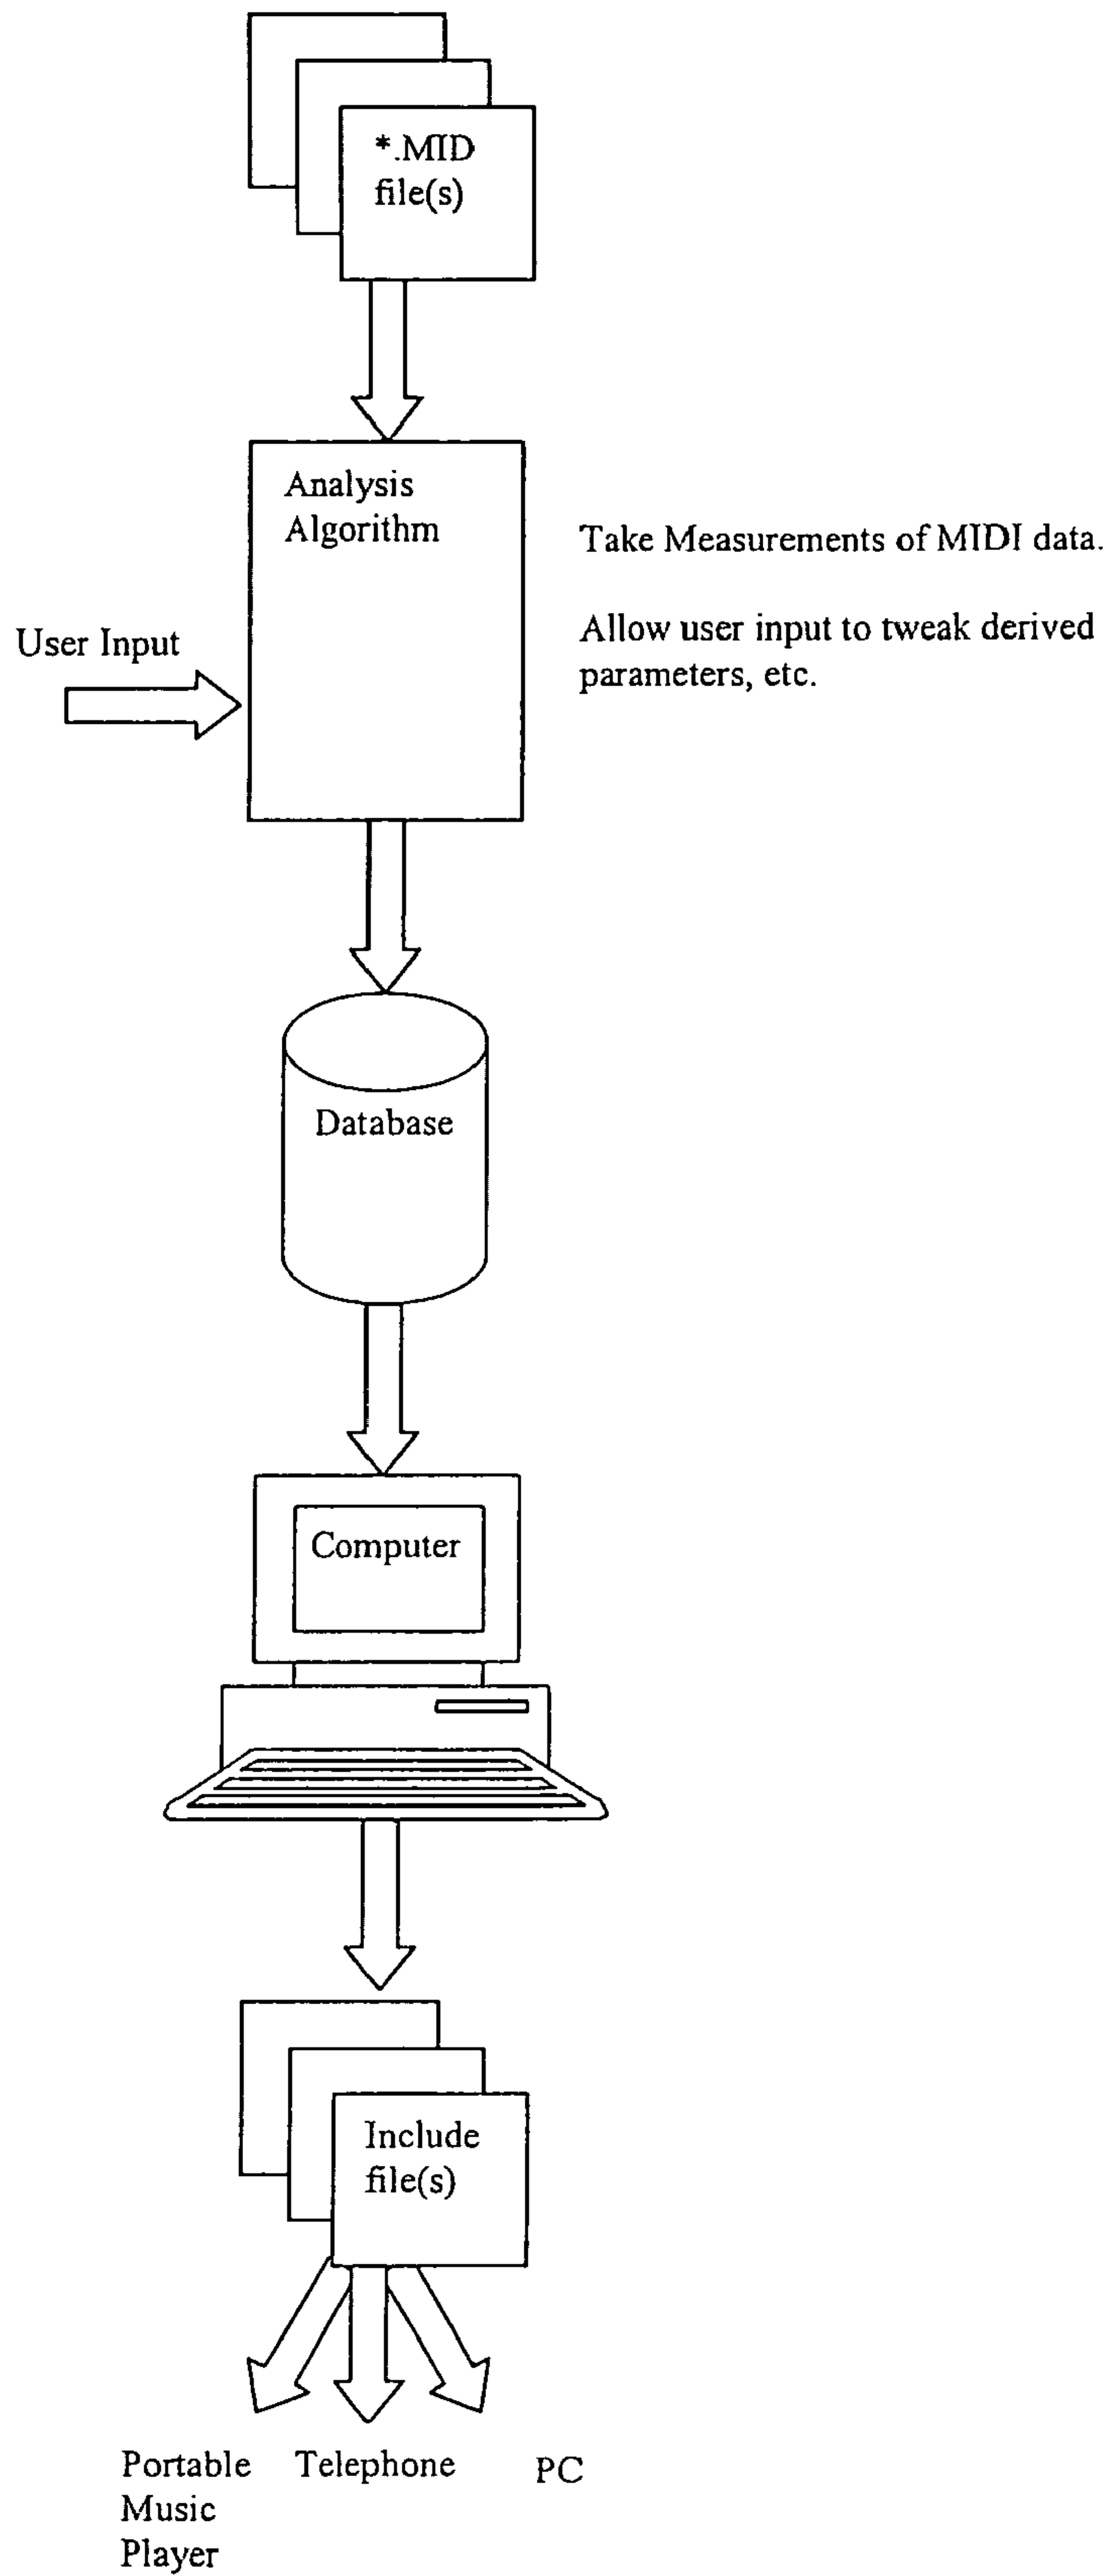 *.MID
file(s)
Analysis
Algorithm
Take Measurements of MIDI data.
Allow user input to tweak derived
parameters, etc.
User Input
Database
Computer
Include
file(s)
Portable
Music
Player
Telephone
PC